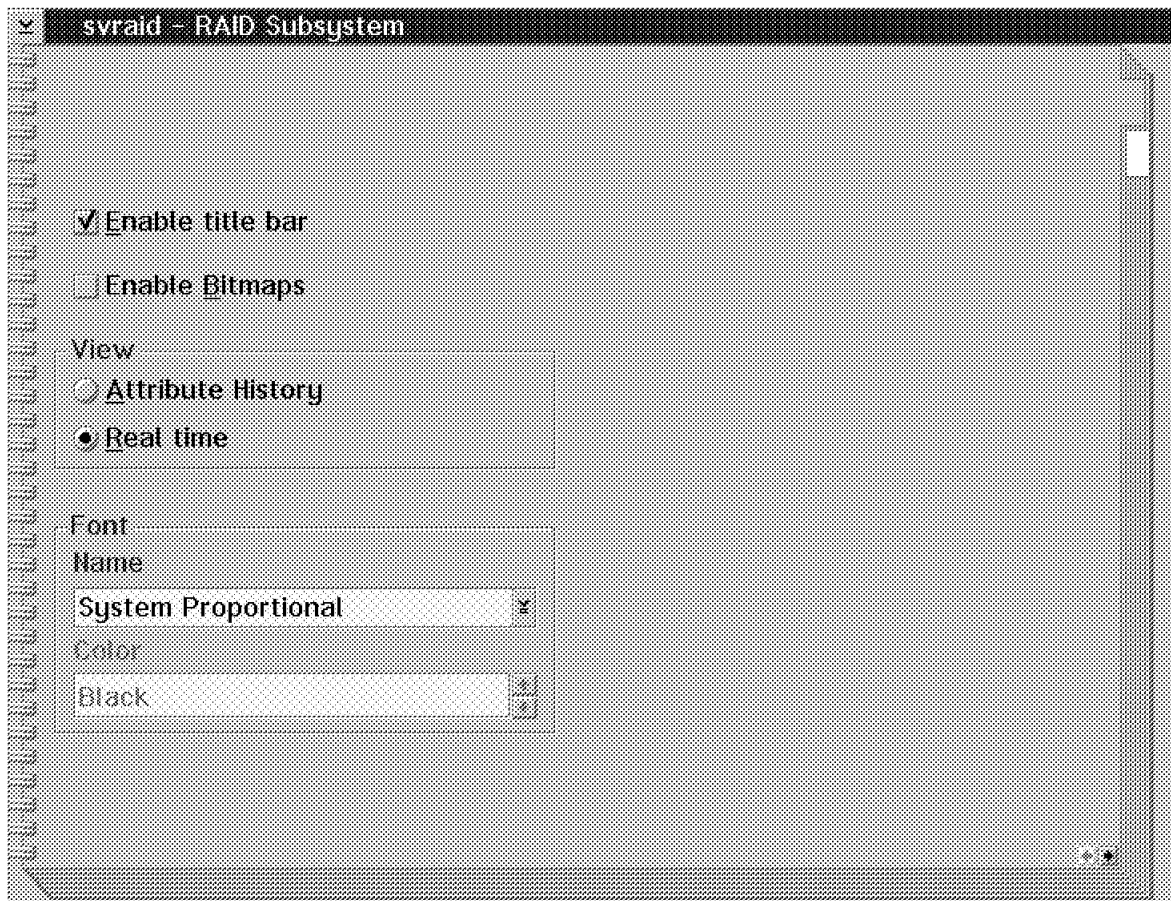 svraid - RAID Subsystem
Enable title bar
Enable Bitmaps
View
Attribute History
Real time
Font
Name
System Proportional
Color
Black